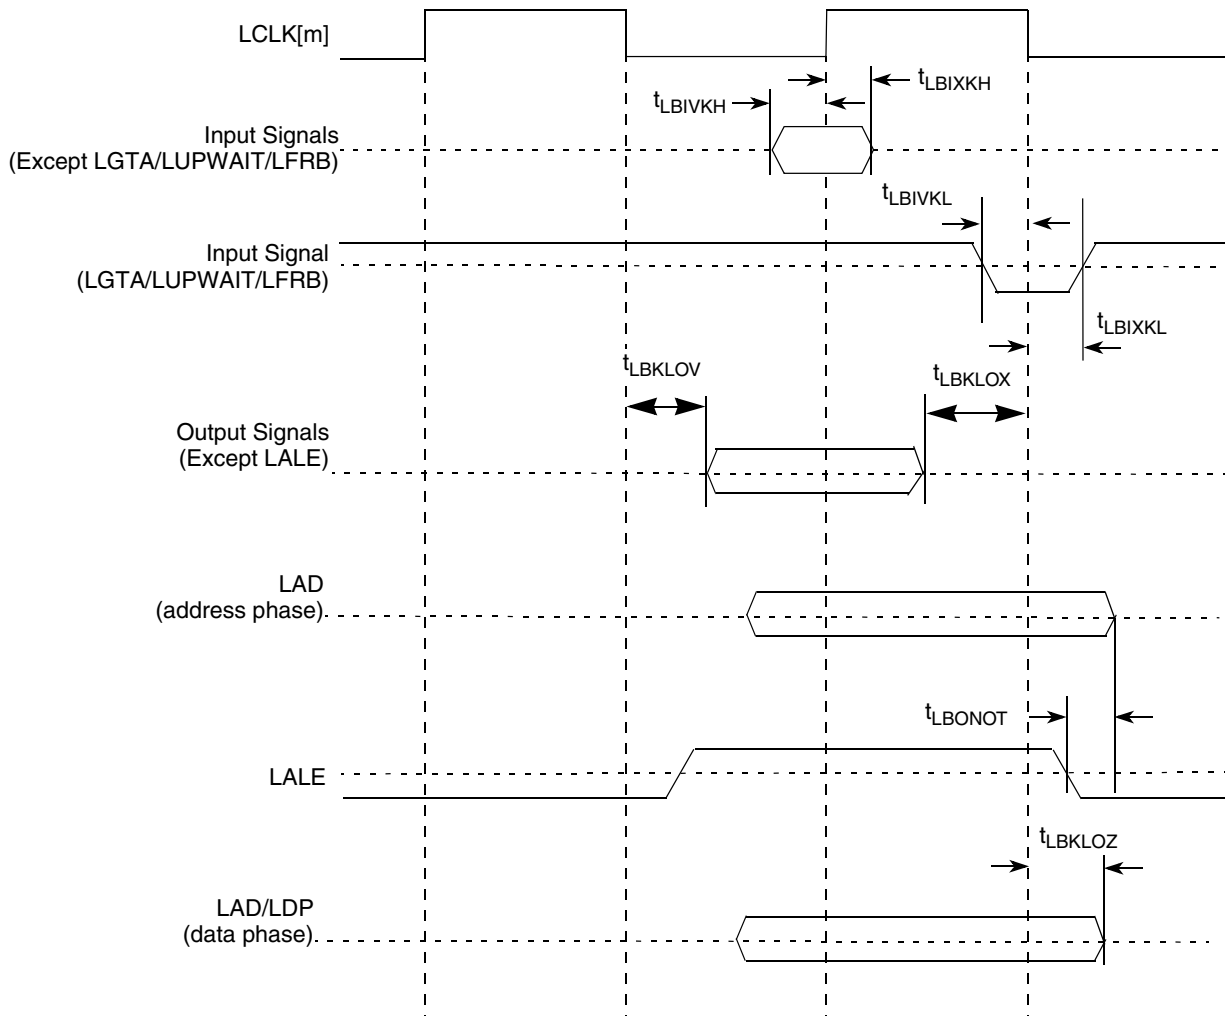 LCLK[m]
tLBIXKH
tLBIVKH
Input Signals
(Except LGTA/LUPWAIT/LFRB)
tLBIVKL
Input Signal
(LGTA/LUPWAIT/LFRB)
tLBIXKL
tLBKLOV
tLBKLOX
Output Signals
(Except LALE)
LAD
(address phase)
tLBONOT
LALE
tLBKLOZ
LAD/LDP
(data phase)